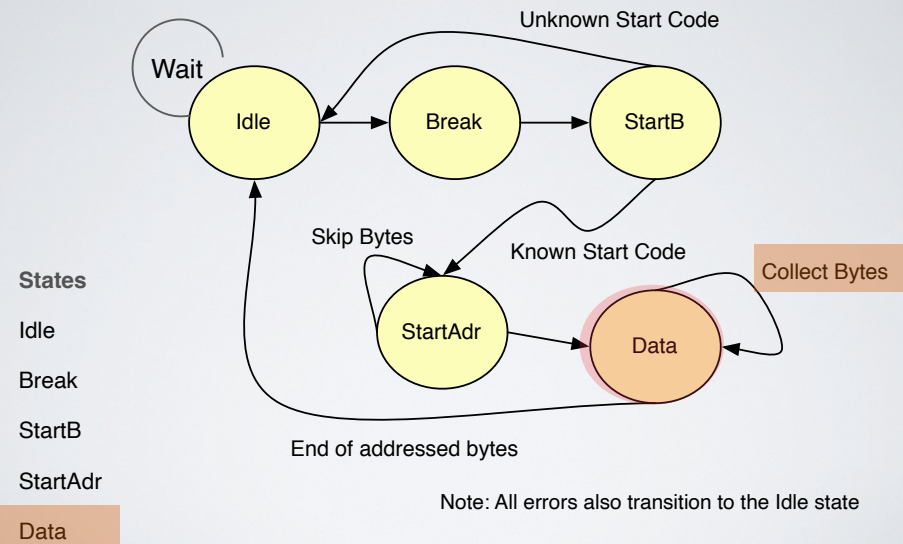 Unknown Start Code
Wait
Idle
Break
StartB
Skip Bytes
Known Start Code
Collect Bytes
StartAdr
Data
End of addressed bytes
States
Idle
Break
StartB
StartAdr
Data
Note: All errors also transition to the Idle state